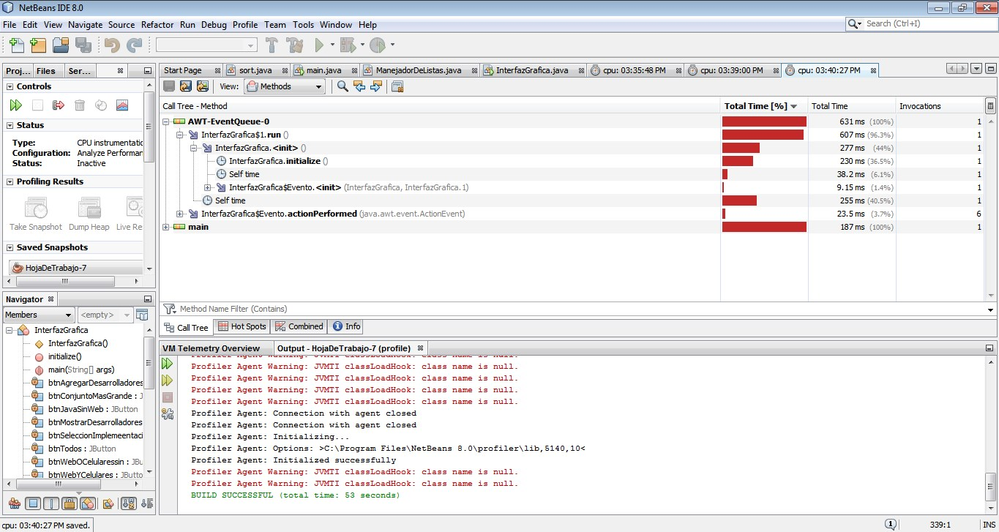 NetBeans IDE 8.0
File Edit View Navigate Source Refactor Run Debug Profile Team Tools Window Help
Search (Ctrl+I)
Proj... Files Ser...
Controls
Status
Type: CPU instrumentatic
Configuration: Analyze Performan
Status: Inactive
Profiling Results
Take Snapshot Dump Heap Live Re
Saved Snapshots
HojaDeTrabajo-7
Navigator
Members <empty>
InterfazGrafica
InterfazGrafica()
initialize()
main(String[] args)
btnAgregarDesarrolladores
btnConjuntoMasGrande : J
btnJavaSinWeb : JButton
btnMostrarDesarrolladores
btnSeleccionImplemeentaci
btnTodos : JButton
btnWebOCelularessin : JBu
btnWebYCelulares : JButto
Start Page sort.java main.java ManejadorDeListas.java InterfazGrafica.java cpu: 03:35:48 PM cpu: 03:39:00 PM cpu: 03:40:27 PM
View: Methods
Call Tree - Method Total Time [%] Total Time Invocations
AWT-EventQueue-0 631 ms (100%) 1
InterfazGrafica$1.run () 607 ms (96.3%) 1
InterfazGrafica.<init> () 277 ms (44%) 1
InterfazGrafica.initialize () 230 ms (36.5%) 1
Self time 38.2 ms (6.1%) 1
InterfazGrafica$Evento.<init> (InterfazGrafica, InterfazGrafica.1) 9.15 ms (1.4%) 1
Self time 255 ms (40.5%) 1
InterfazGrafica$Evento.actionPerformed (java.awt.event.ActionEvent) 23.5 ms (3.7%) 6
main 187 ms (100%) 1
Method Name Filter (Contains)
Call Tree Hot Spots Combined Info
VM Telemetry Overview Output - HojaDeTrabajo-7 (profile)
Profiler Agent Warning: JVMTI classLoadHook: class name is null.
Profiler Agent Warning: JVMTI classLoadHook: class name is null.
Profiler Agent Warning: JVMTI classLoadHook: class name is null.
Profiler Agent Warning: JVMTI classLoadHook: class name is null.
Profiler Agent Warning: JVMTI classLoadHook: class name is null.
Profiler Agent: Connection with agent closed
Profiler Agent: Connection with agent closed
Profiler Agent: Initializing...
Profiler Agent: Options: >C:\Program Files\NetBeans 8.0\profiler\lib,5140,10<
Profiler Agent: Initialized successfully
Profiler Agent Warning: JVMTI classLoadHook: class name is null.
Profiler Agent Warning: JVMTI classLoadHook: class name is null.
BUILD SUCCESSFUL (total time: 53 seconds)
cpu: 03:40:27 PM saved.
1 339:1 INS